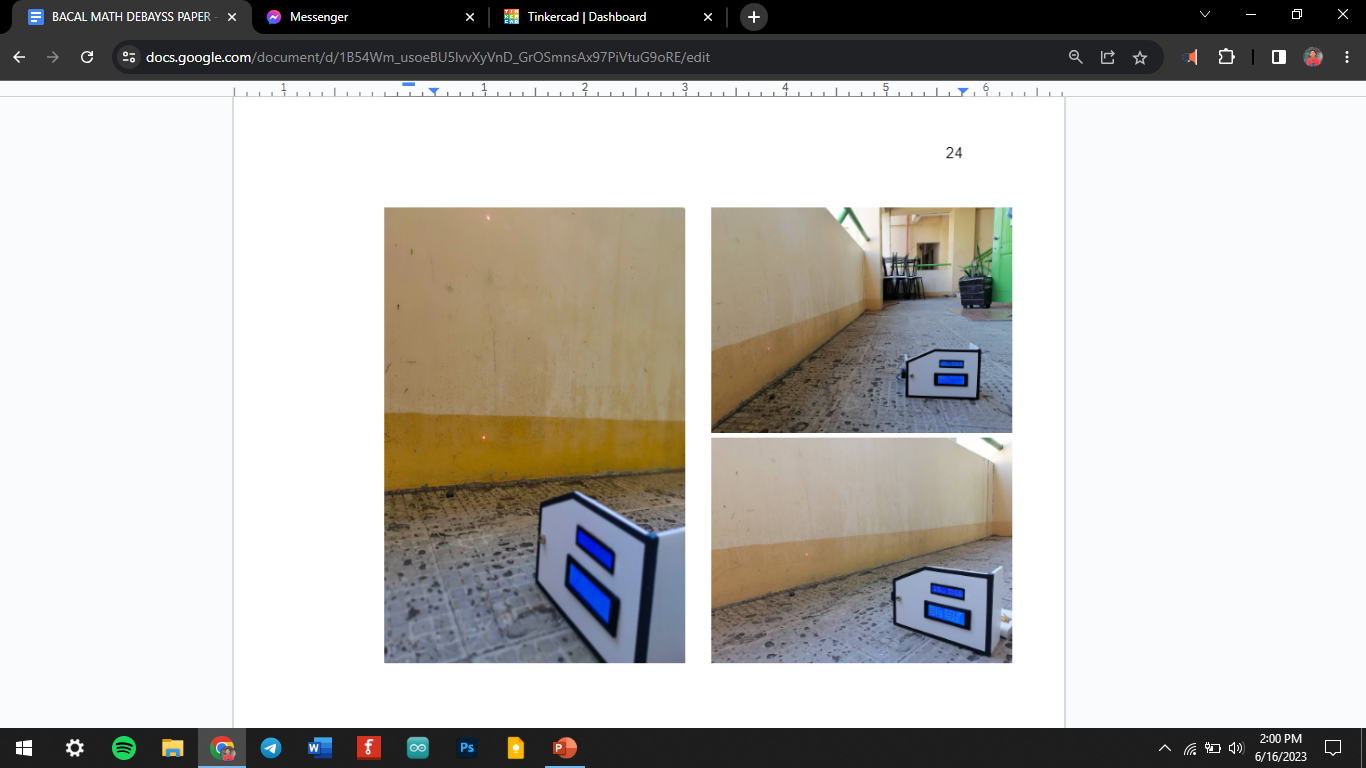 BACAL MATH DEBAYSS PAPER -
Messenger
Tinkercad | Dashboard
docs.google.com/document/d/1B54Wm_usoeBU5IvvXyVnD_GrOSmnsAx97PiVtuG9oRE/edit
1 1 2 3 4 5 6
24
2:00 PM
6/16/2023